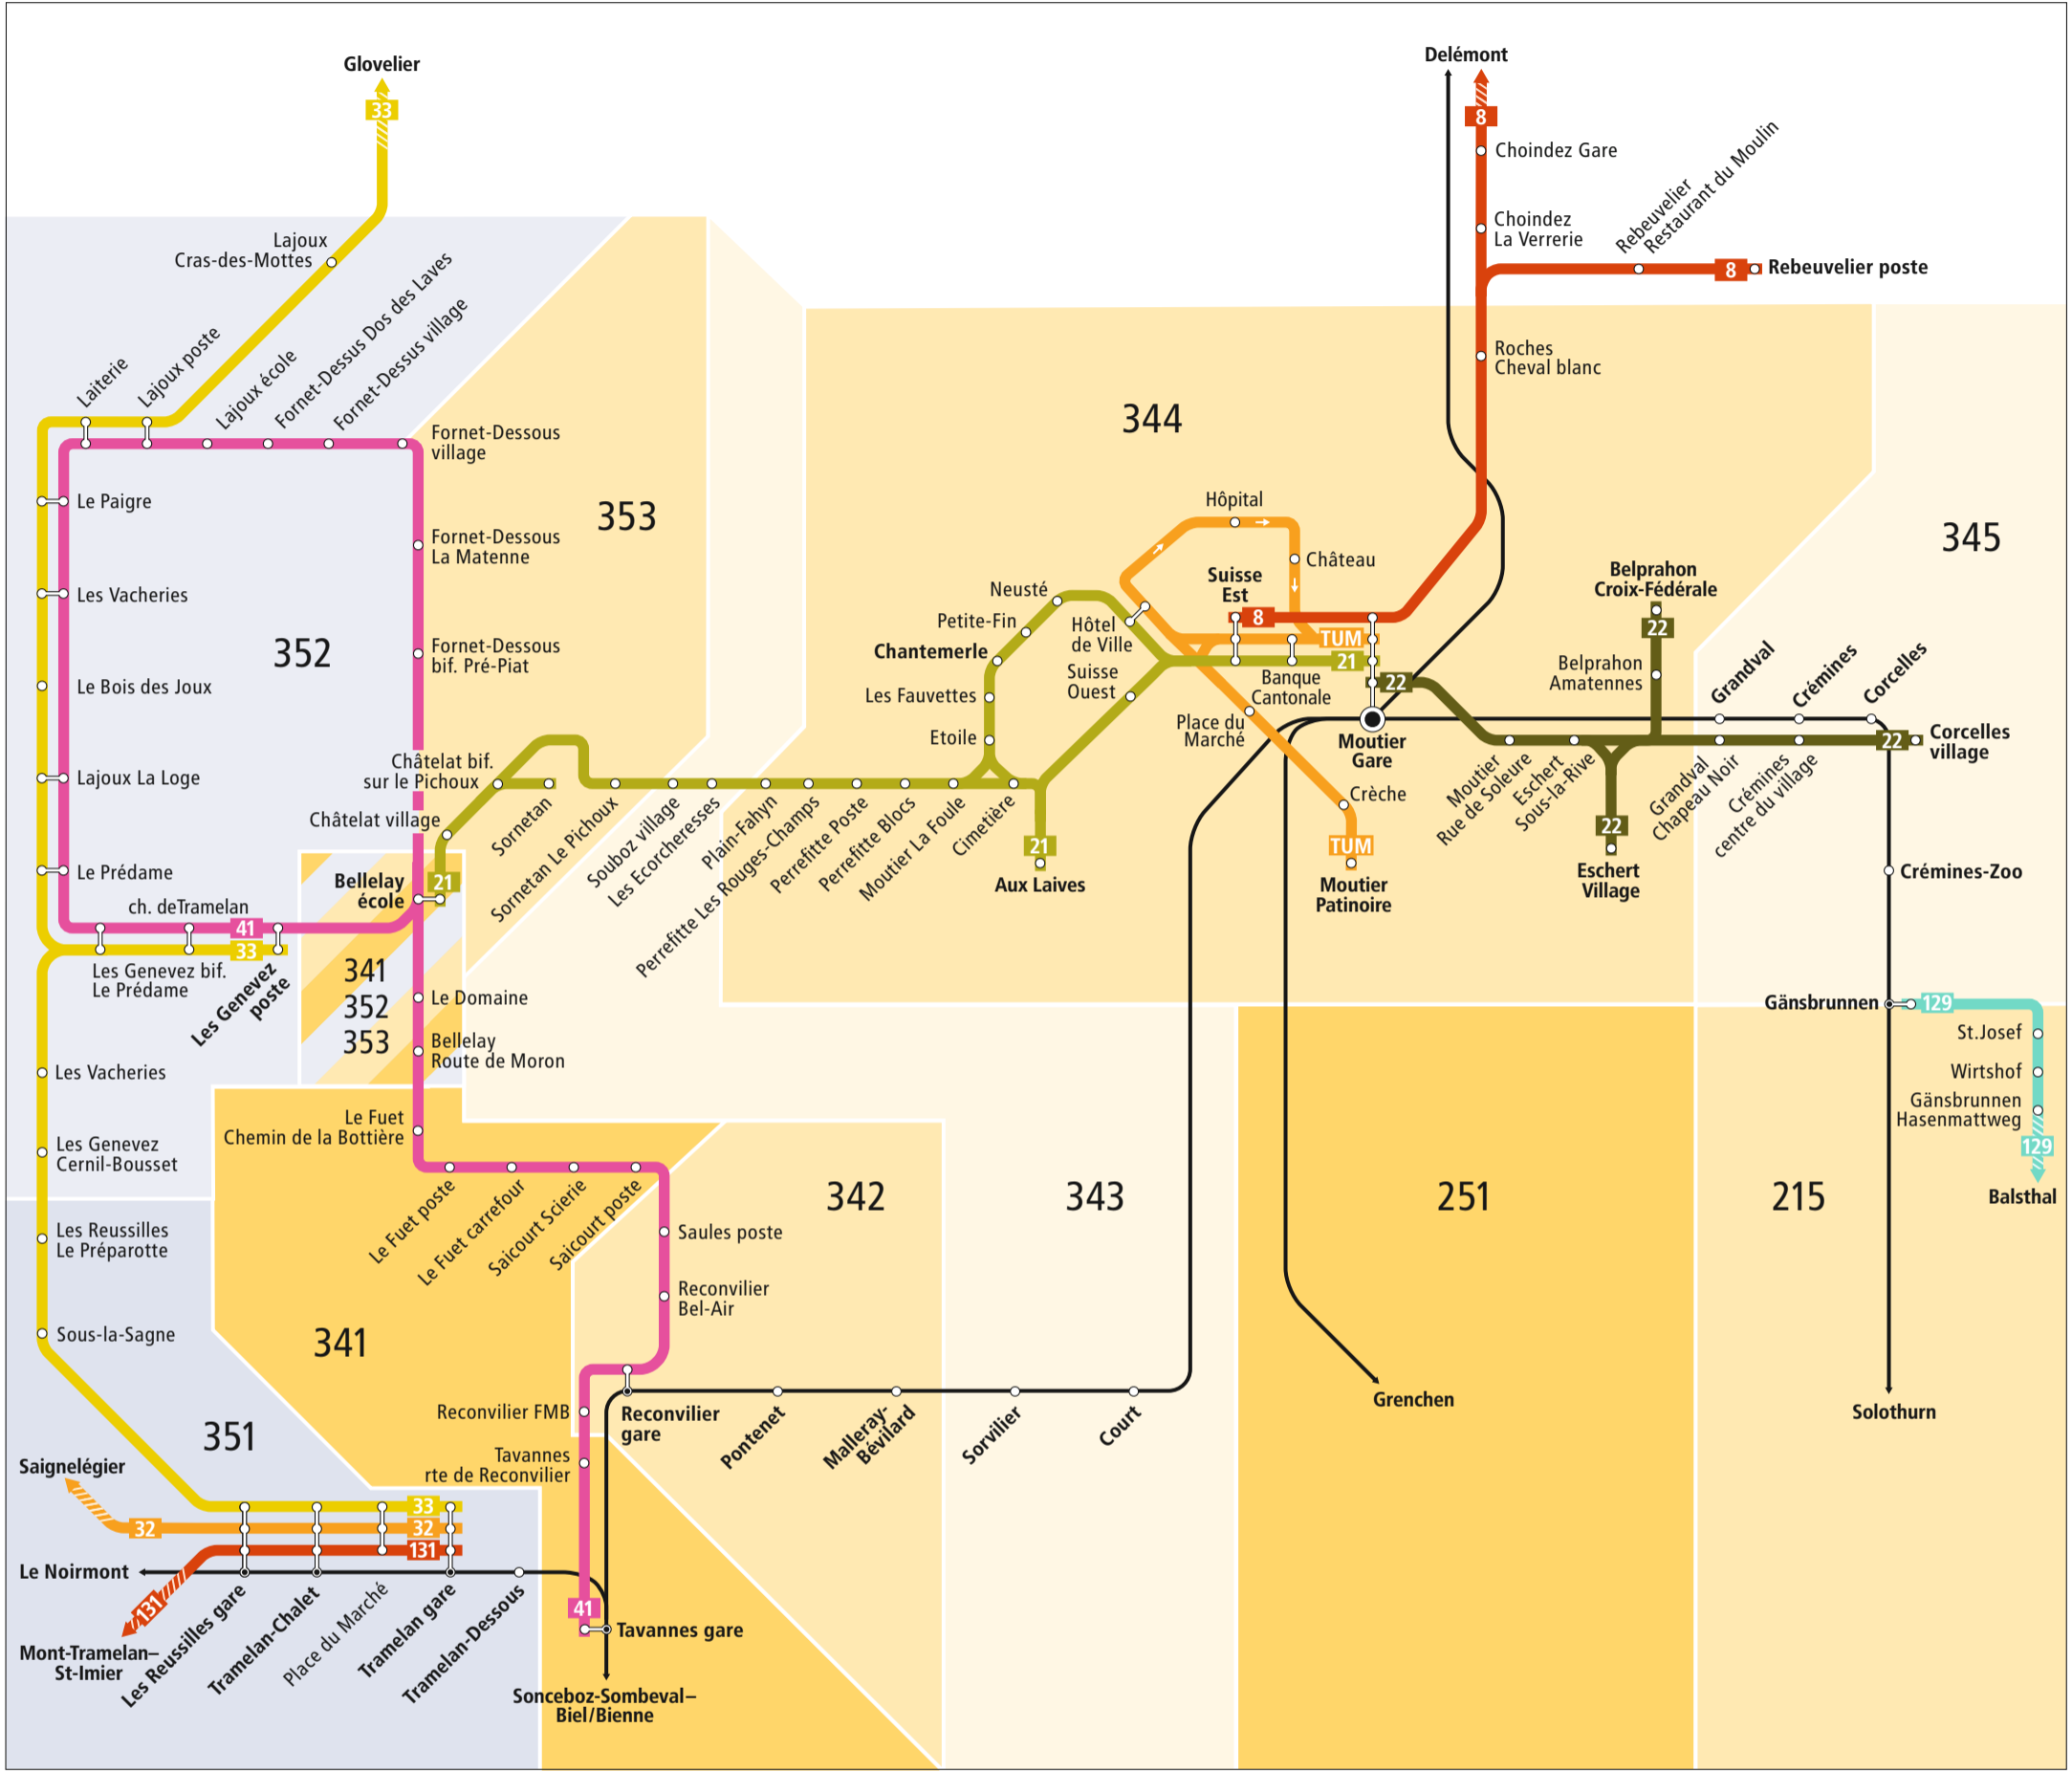 Glovelier
33
Delémont
8
Choindez Gare
Choindez
La Verrerie
Rebeuvelier
Restaurant du Moulin
8
Rebeuvelier poste
Roches
Cheval blanc
Lajoux
Cras-des-Mottes
Laiterie
Lajoux poste
Lajoux école
Fornet-Dessus Dos des Laves
Fornet-Dessus village
Fornet-Dessous
village
Le Paigre
Fornet-Dessous
La Matenne
Les Vacheries
352
Fornet-Dessous
bif. Pré-Piat
Le Bois des Joux
Lajoux La Loge
Le Prédame
353
344
345
Hôpital
Château
Suisse
Est
8
TUM
21
22
Neusté
Petite-Fin
Chantemerle
Les Fauvettes
Etoile
Hôtel
de Ville
Suisse
Ouest
Banque
Cantonale
Place du
Marché
Moutier
Gare
Crèche
TUM
Moutier
Patinoire
Belprahon
Croix-Fédérale
22
Belprahon
Amatennes
Grandval
Crémines
Corcelles
22
Corcelles
village
Moutier
Rue de Soleure
Eschert
Sous-la-Rive
Grandval
Chapeau Noir
Crémines
centre du village
22
Eschert
Village
Crémines-Zoo
Châtelat bif.
sur le Pichoux
Châtelat village
Sornetan
Sornetan Le Pichoux
Souboz village
Les Ecorcheresses
Plain-Fahyn
Perrefitte Les Rouges-Champs
Perrefitte Poste
Perrefitte Blocs
Moutier La Foule
Cimetière
21
Aux Laives
Bellelay
école
21
ch. deTramelan
41
33
Les Genevez bif.
Le Prédame
Les Genevez
poste
341
352
353
Le Domaine
Bellelay
Route de Moron
Gänsbrunnen
129
St.Josef
Wirtshof
Gänsbrunnen
Hasenmattweg
129
Balsthal
Les Vacheries
Les Genevez
Cernil-Bousset
Le Fuet
Chemin de la Bottière
Le Fuet poste
Le Fuet carrefour
Saicourt Scierie
Saicourt poste
Saules poste
Reconvilier
Bel-Air
342
343
251
215
Les Reussilles
Le Préparotte
Sous-la-Sagne
341
351
Reconvilier FMB
Reconvilier
gare
Pontenet
Malleray-
Bévilard
Sorvilier
Court
Grenchen
Solothurn
Tavannes
rte de Reconvilier
Saignelégier
33
32
32
131
Le Noirmont
131
Mont-Tramelan–
St-Imier
Les Reussilles gare
Tramelan-Chalet
Place du Marché
Tramelan gare
Tramelan-Dessous
41
Tavannes gare
Sonceboz-Sombeval–
Biel/Bienne